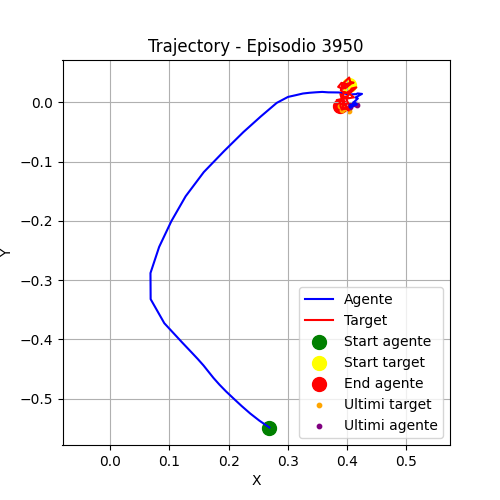 Trajectory - Episodio 3950
0.0
−0.1
−0.2
−0.3
−0.4
−0.5
Y
Agente
Target
Start agente
Start target
End agente
Ultimi target
Ultimi agente
0.0 0.1 0.2 0.3 0.4 0.5
X